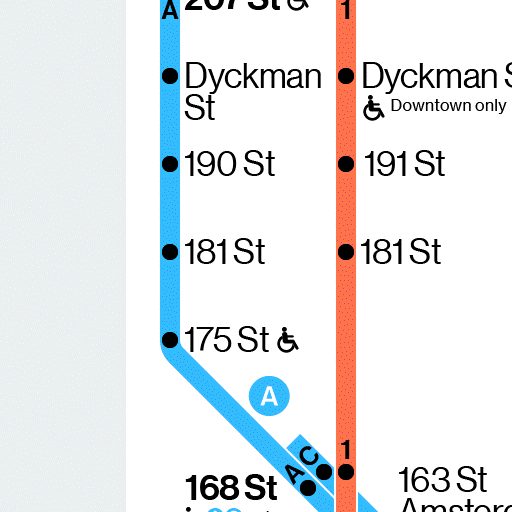 207 St
A
1
Dyckman
St
Dyckman S
Downtown only
190 St
191 St
181 St
181 St
175 St
A
1
C
A
168 St
163 St